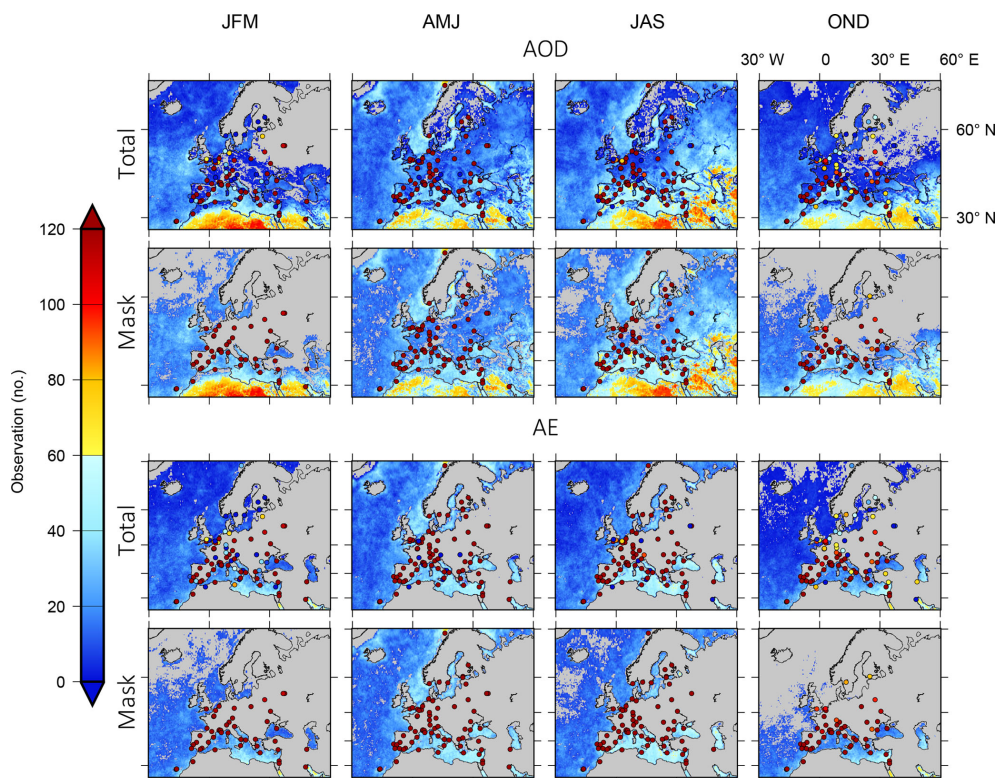 JFM AMJ JAS OND
AOD
30° W 0 30° E 60° E
Total
60° N
30° N
Mask
AE
Total
Mask
Observation (no.)
120
100
80
60
40
20
0